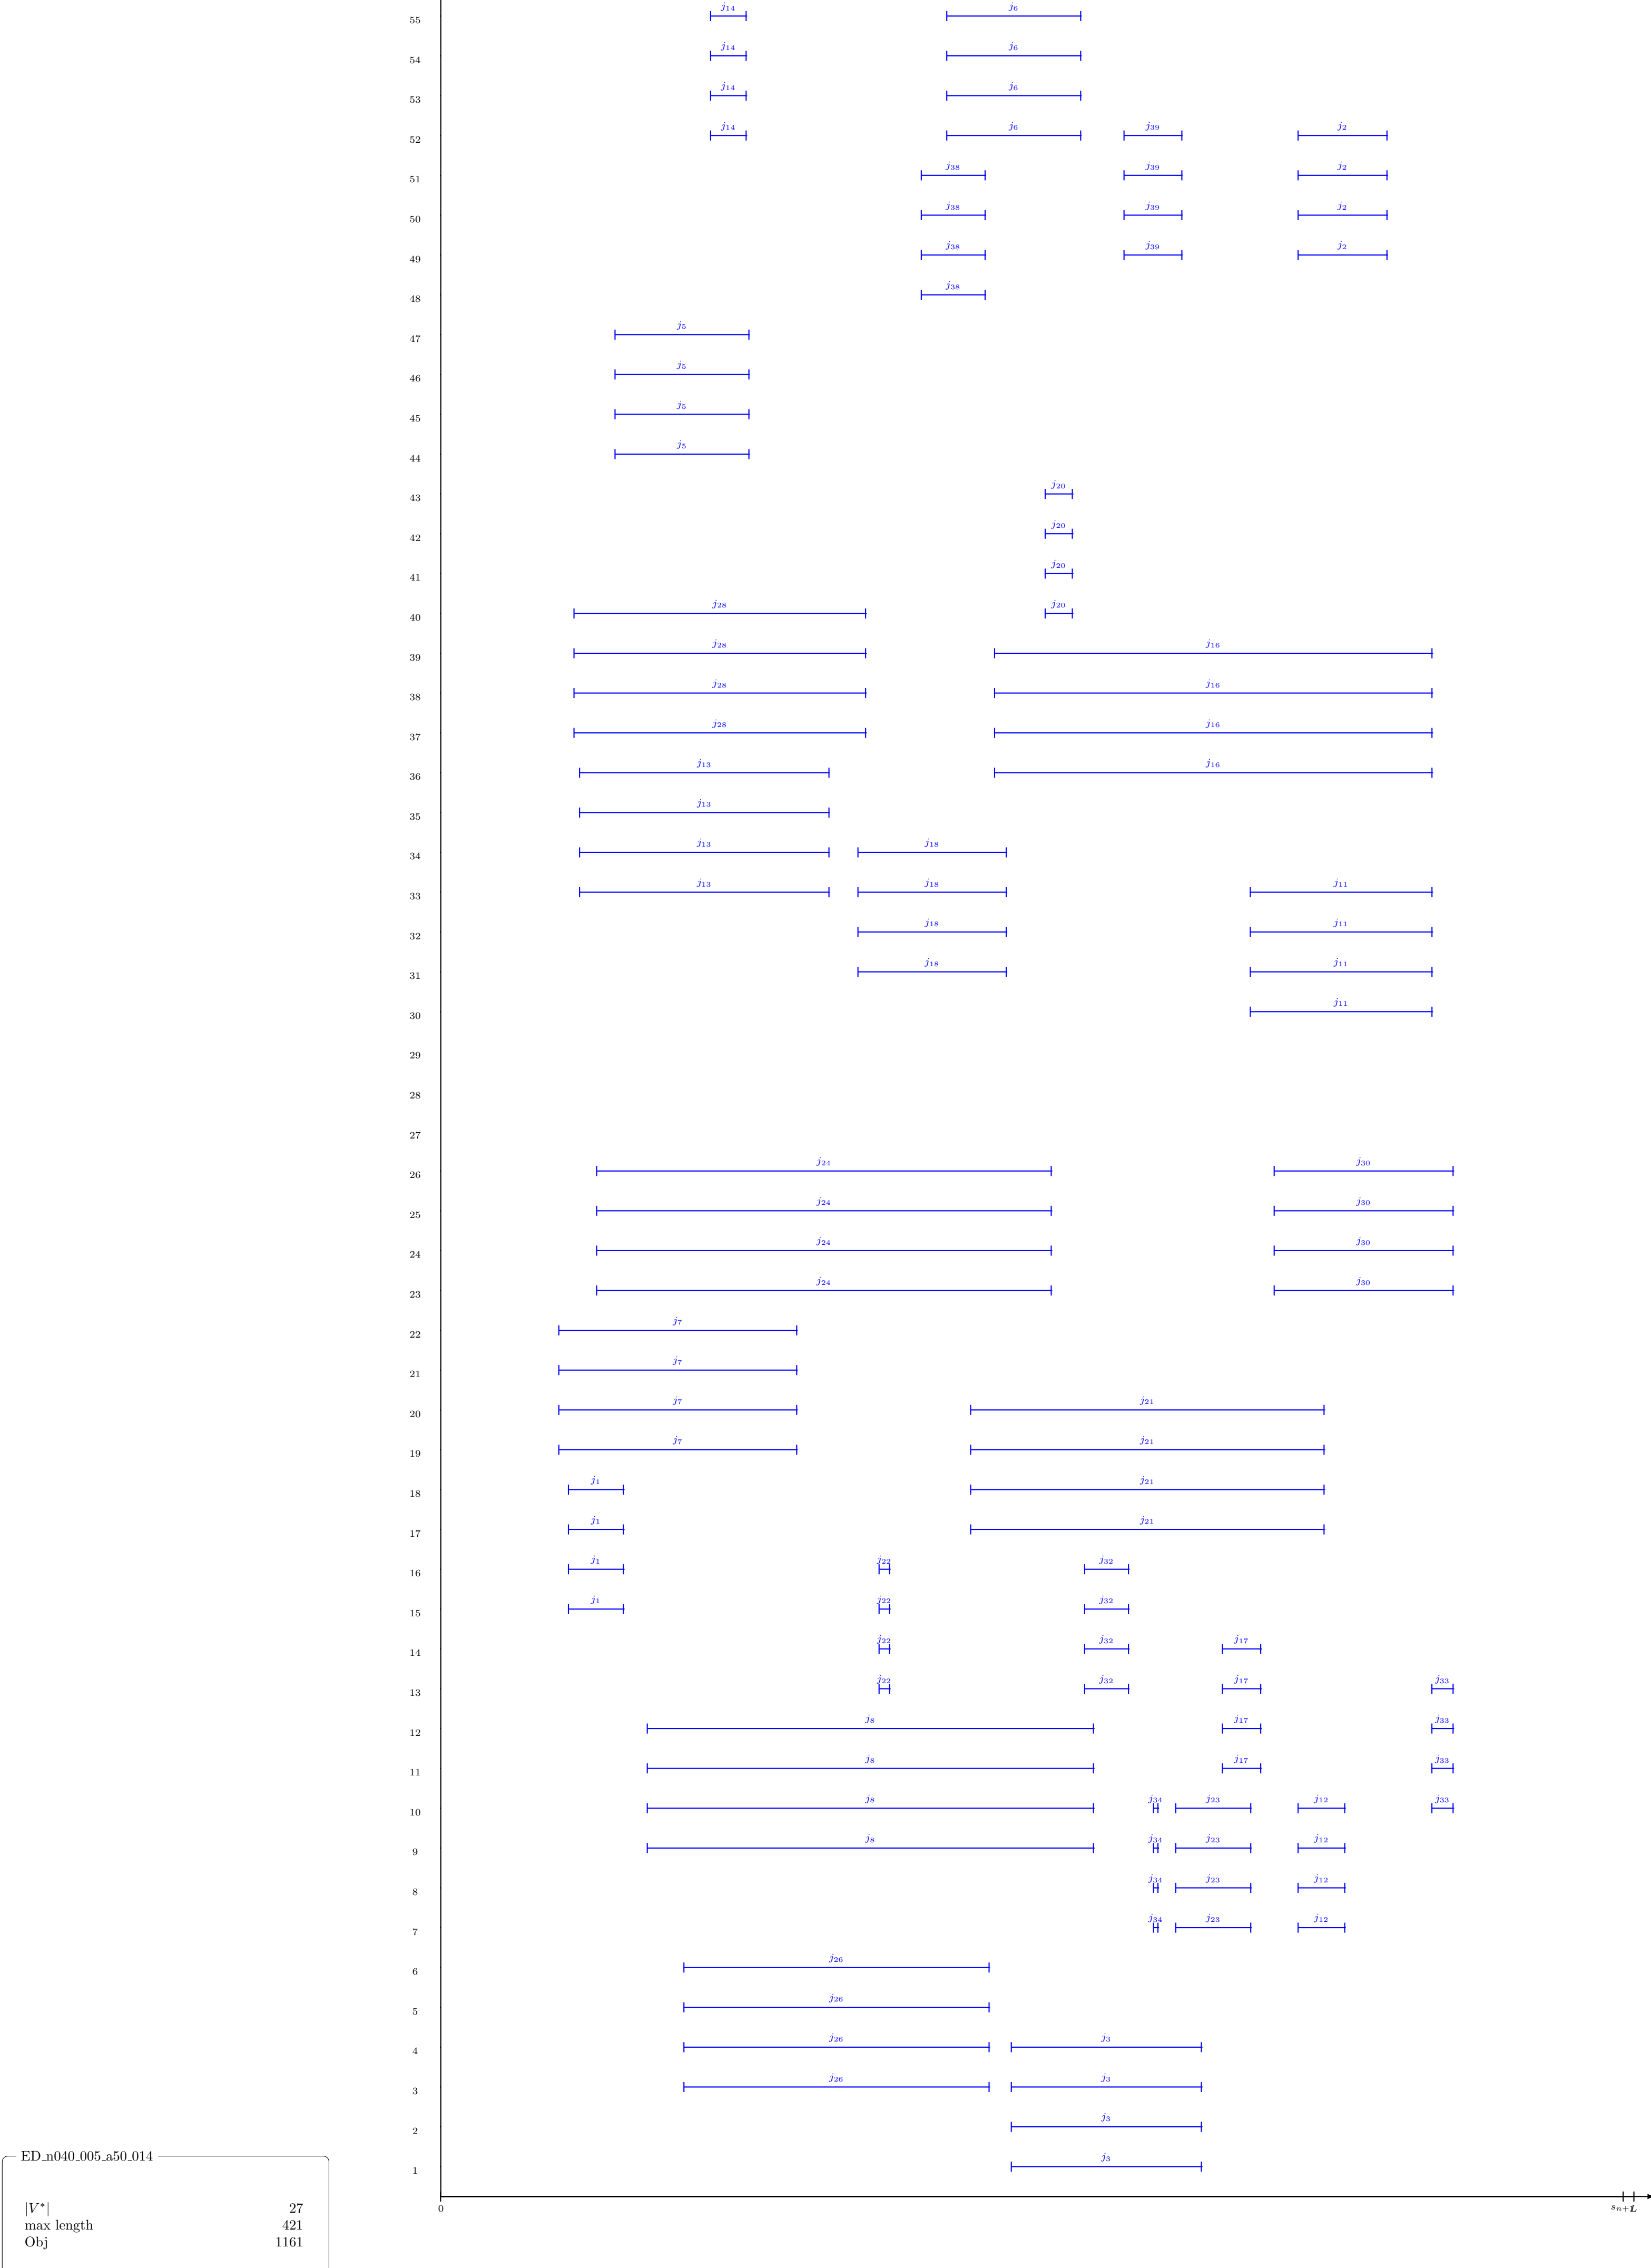 55 j14 j6
54 j14 j6
53 j14 j6
52 j14 j6 j39 j2
51 j38 j39 j2
50 j38 j39 j2
49 j38 j39 j2
48 j38
47 j5
46 j5
45 j5
44 j5
43 j20
42 j20
41 j20
40 j28 j20
39 j28 j16
38 j28 j16
37 j28 j16
36 j13 j16
35 j13
34 j13 j18
33 j13 j18 j11
32 j18 j11
31 j18 j11
30 j11
29
28
27
26 j24 j30
25 j24 j30
24 j24 j30
23 j24 j30
22 j7
21 j7
20 j7 j21
19 j7 j21
18 j1 j21
17 j1 j21
16 j1 j22 j32
15 j1 j22 j32
14 j22 j32 j17
13 j22 j32 j17 j33
12 j8 j17 j33
11 j8 j17 j33
10 j8 j34 j23 j12 j33
9 j8 j34 j23 j12
8 j34 j23 j12
7 j34 j23 j12
6 j26
5 j26
4 j26 j3
3 j26 j3
2 j3
1 j3
0
ED_n040_005_a50_014
|V*| 27
max length 421
Obj 1161